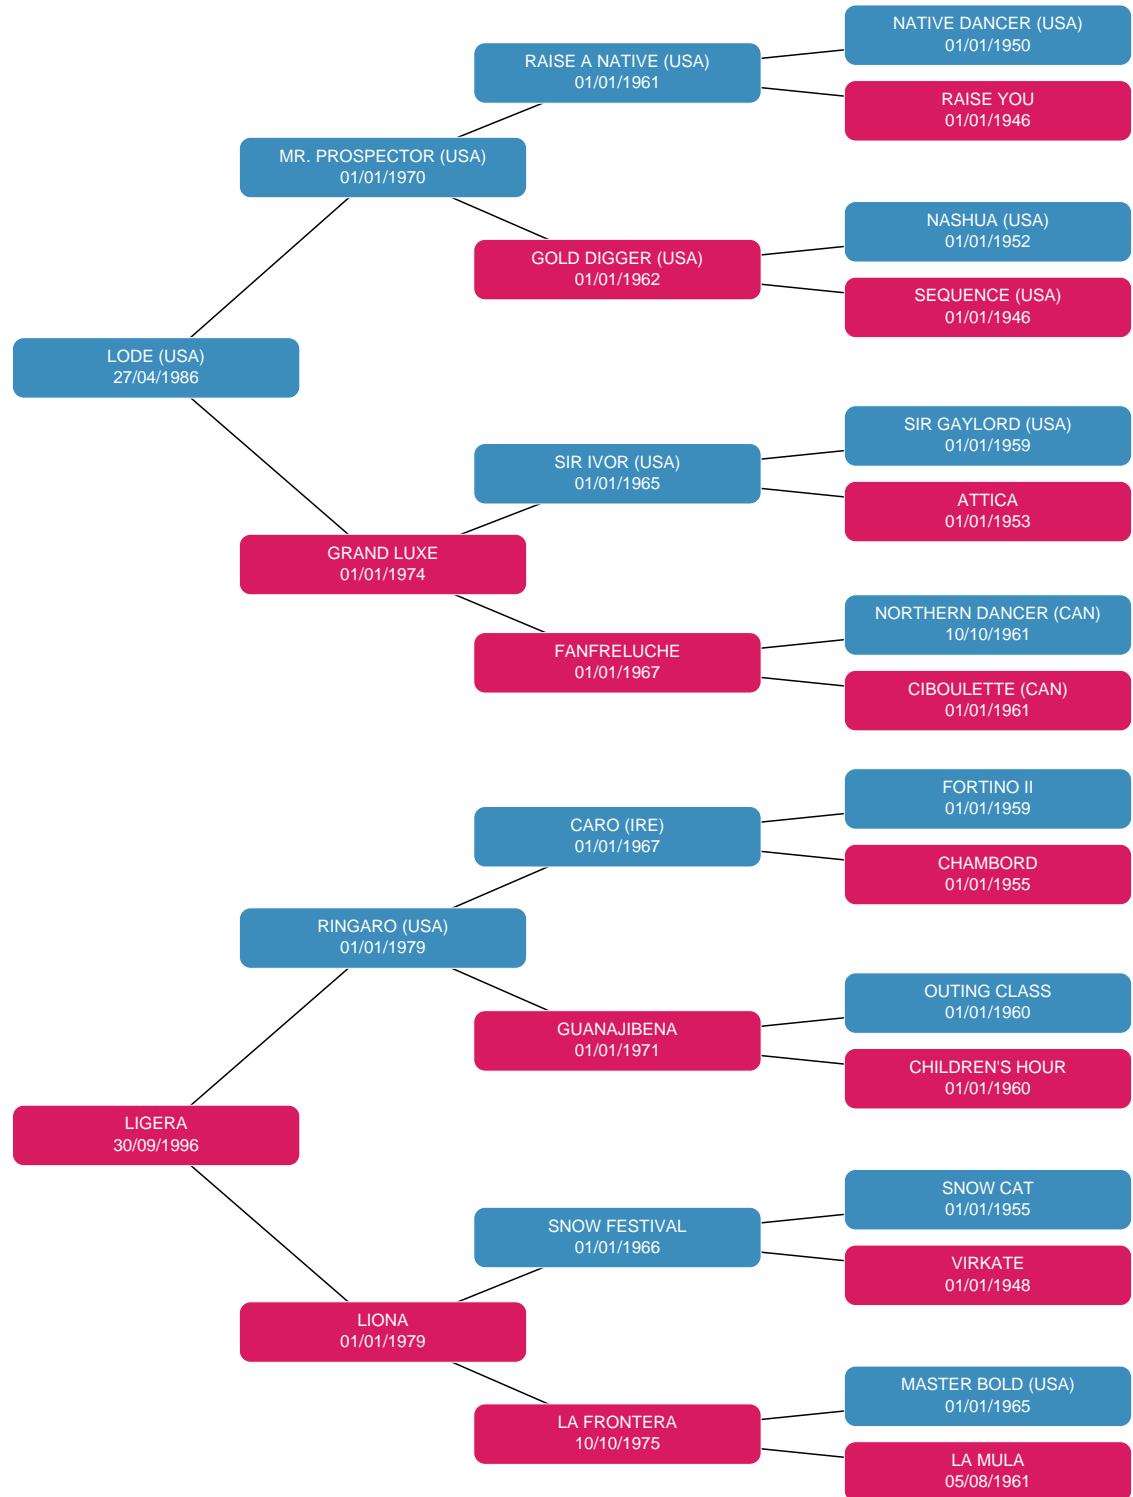 NATIVE DANCER (USA)
01/01/1950
RAISE A NATIVE (USA)
01/01/1961
RAISE YOU
01/01/1946
MR. PROSPECTOR (USA)
01/01/1970
NASHUA (USA)
01/01/1952
GOLD DIGGER (USA)
01/01/1962
SEQUENCE (USA)
01/01/1946
LODE (USA)
27/04/1986
SIR GAYLORD (USA)
01/01/1959
SIR IVOR (USA)
01/01/1965
ATTICA
01/01/1953
GRAND LUXE
01/01/1974
NORTHERN DANCER (CAN)
10/10/1961
FANFRELUCHE
01/01/1967
CIBOULETTE (CAN)
01/01/1961
FORTINO II
01/01/1959
CARO (IRE)
01/01/1967
CHAMBORD
01/01/1955
RINGARO (USA)
01/01/1979
OUTING CLASS
01/01/1960
GUANAJIBENA
01/01/1971
CHILDREN'S HOUR
01/01/1960
LIGERA
30/09/1996
SNOW CAT
01/01/1955
SNOW FESTIVAL
01/01/1966
VIRKATE
01/01/1948
LIONA
01/01/1979
MASTER BOLD (USA)
01/01/1965
LA FRONTERA
10/10/1975
LA MULA
05/08/1961